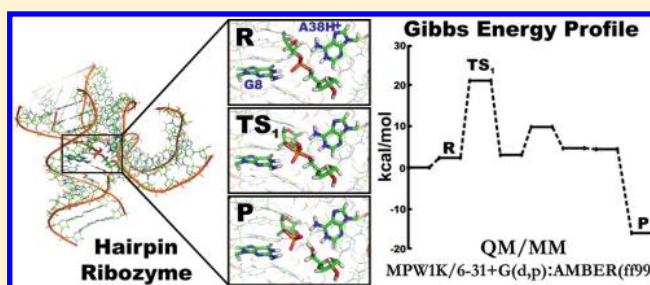 Hairpin
Ribozyme
R
A38H+
G8
TS1
P
Gibbs Energy Profile
kcal/mol
30
20
10
0
-10
-20
R
TS1
P
QM/MM
MPW1K/6-31+G(d,p):AMBER(ff99